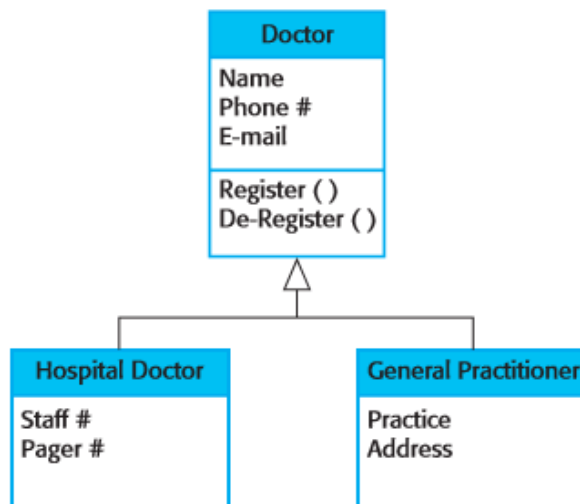 Doctor
Name
Phone #
E-mail
Register ( )
De-Register ( )
Hospital Doctor
Staff #
Pager #
General Practitioner
Practice
Address